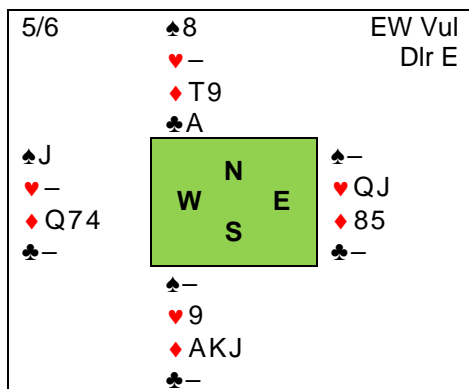 5/6 ♠8 EW Vul
♥– Dlr E
♦T9
♣A
♠J ♠–
♥– N ♥QJ
♦Q74 W E ♦85
♣– S ♣–
♠–
♥9
♦AKJ
♣–